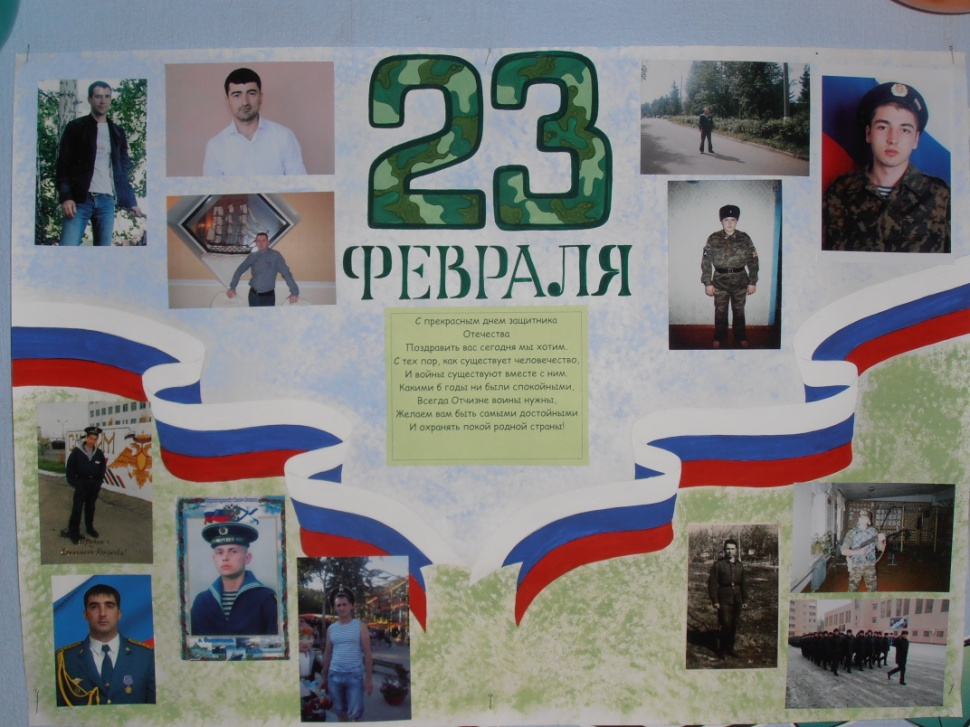 23
ФЕВРАЛЯ
С прекрасным днем защитника
Отечества
Поздравить вас сегодня мы хотим.
С тех пор, как существует человечество,
И войны существуют вместе с ним.
Какими б годы ни были спокойными,
Всегда Отчизне воины нужны,
Желаем вам быть самыми достойными
И охранять покой родной страны!